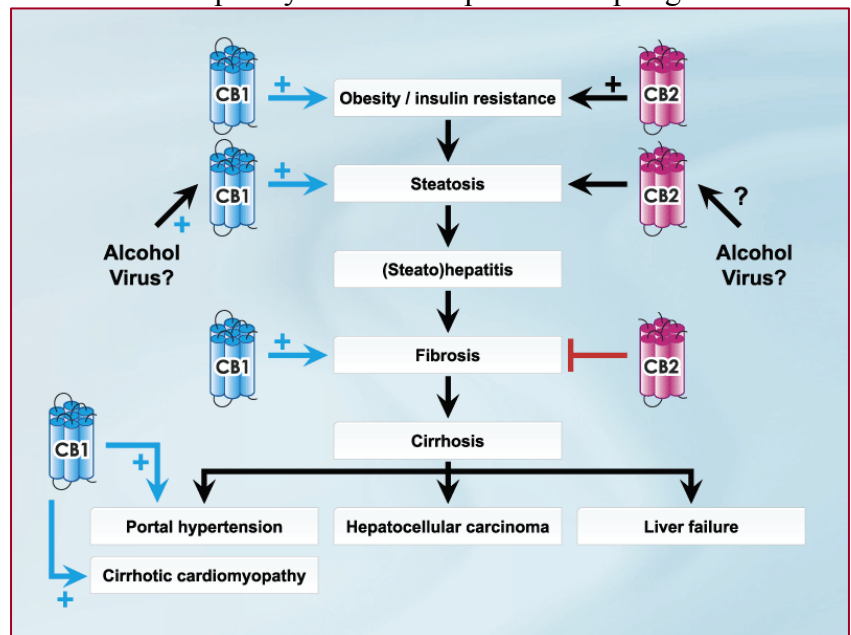 CB1
+
Obesity / insulin resistance
+
CB2
CB1
+
Steatosis
CB2
?
+
Alcohol
Virus?
Alcohol
Virus?
(Steato)hepatitis
CB1
+
Fibrosis
CB2
CB1
+
Cirrhosis
Portal hypertension
Hepatocellular carcinoma
Liver failure
Cirrhotic cardiomyopathy
+